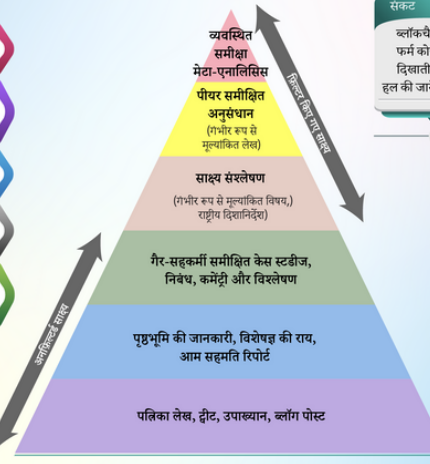 संकट
ब्लॉकचै
फर्म को
दिखाती
हल की जानें
व्यवस्थित
समीक्षा
मेटा-एनालिसिस
पीयर समीक्षित
अनुसंधान
(गंभीर रूप से
मूल्यांकित लेख)
फ़िल्टर किए गए साक्ष्य
साक्ष्य संश्लेषण
(गंभीर रूप से मूल्यांकित विषय,)
राष्ट्रीय दिशानिर्देश)
गैर-सहकर्मी समीक्षित केस स्टडीज,
निबंध, कमेंट्री और विश्लेषण
अनफ़िल्टर्ड साक्ष्य
पृष्ठभूमि की जानकारी, विशेषज्ञ की राय,
आम सहमति रिपोर्ट
पत्रिका लेख, ट्वीट, उपाख्यान, ब्लॉग पोस्ट